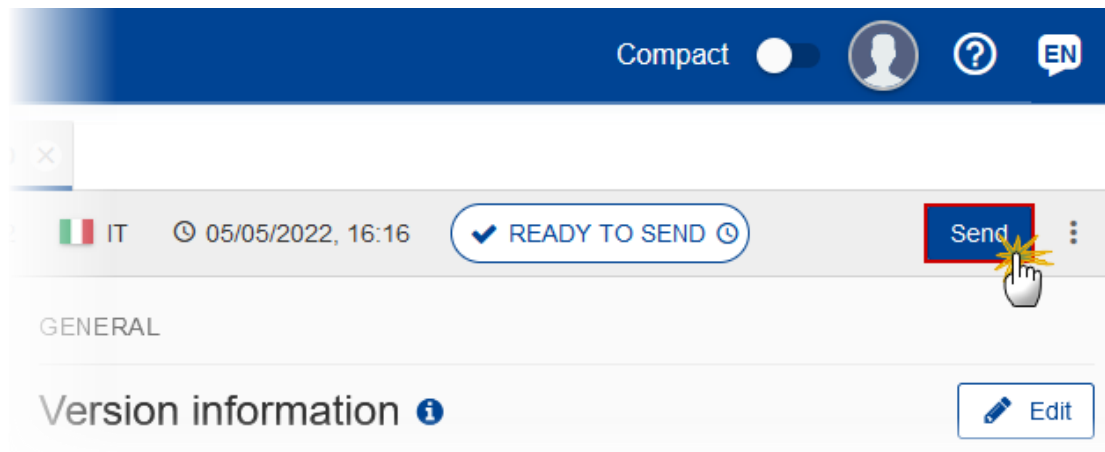 Compact
EN
IT 05/05/2022, 16:16 READY TO SEND Send
GENERAL
Version information
Edit